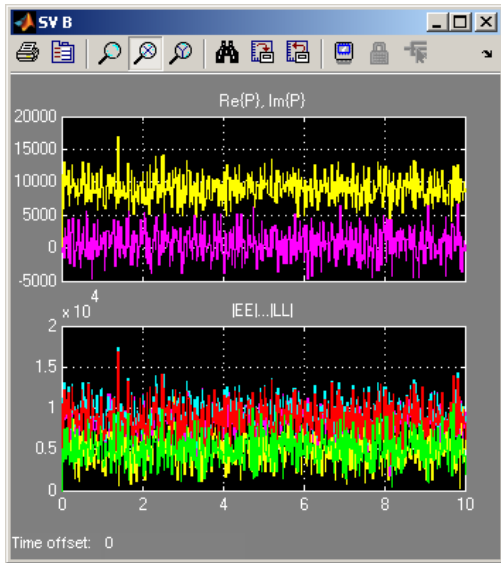 SV B
Re{P}, Im{P}
20000
15000
10000
5000
0
-5000
x 10^4
|EE|...|LL|
2
1.5
1
0.5
0
0 2 4 6 8 10
Time offset: 0